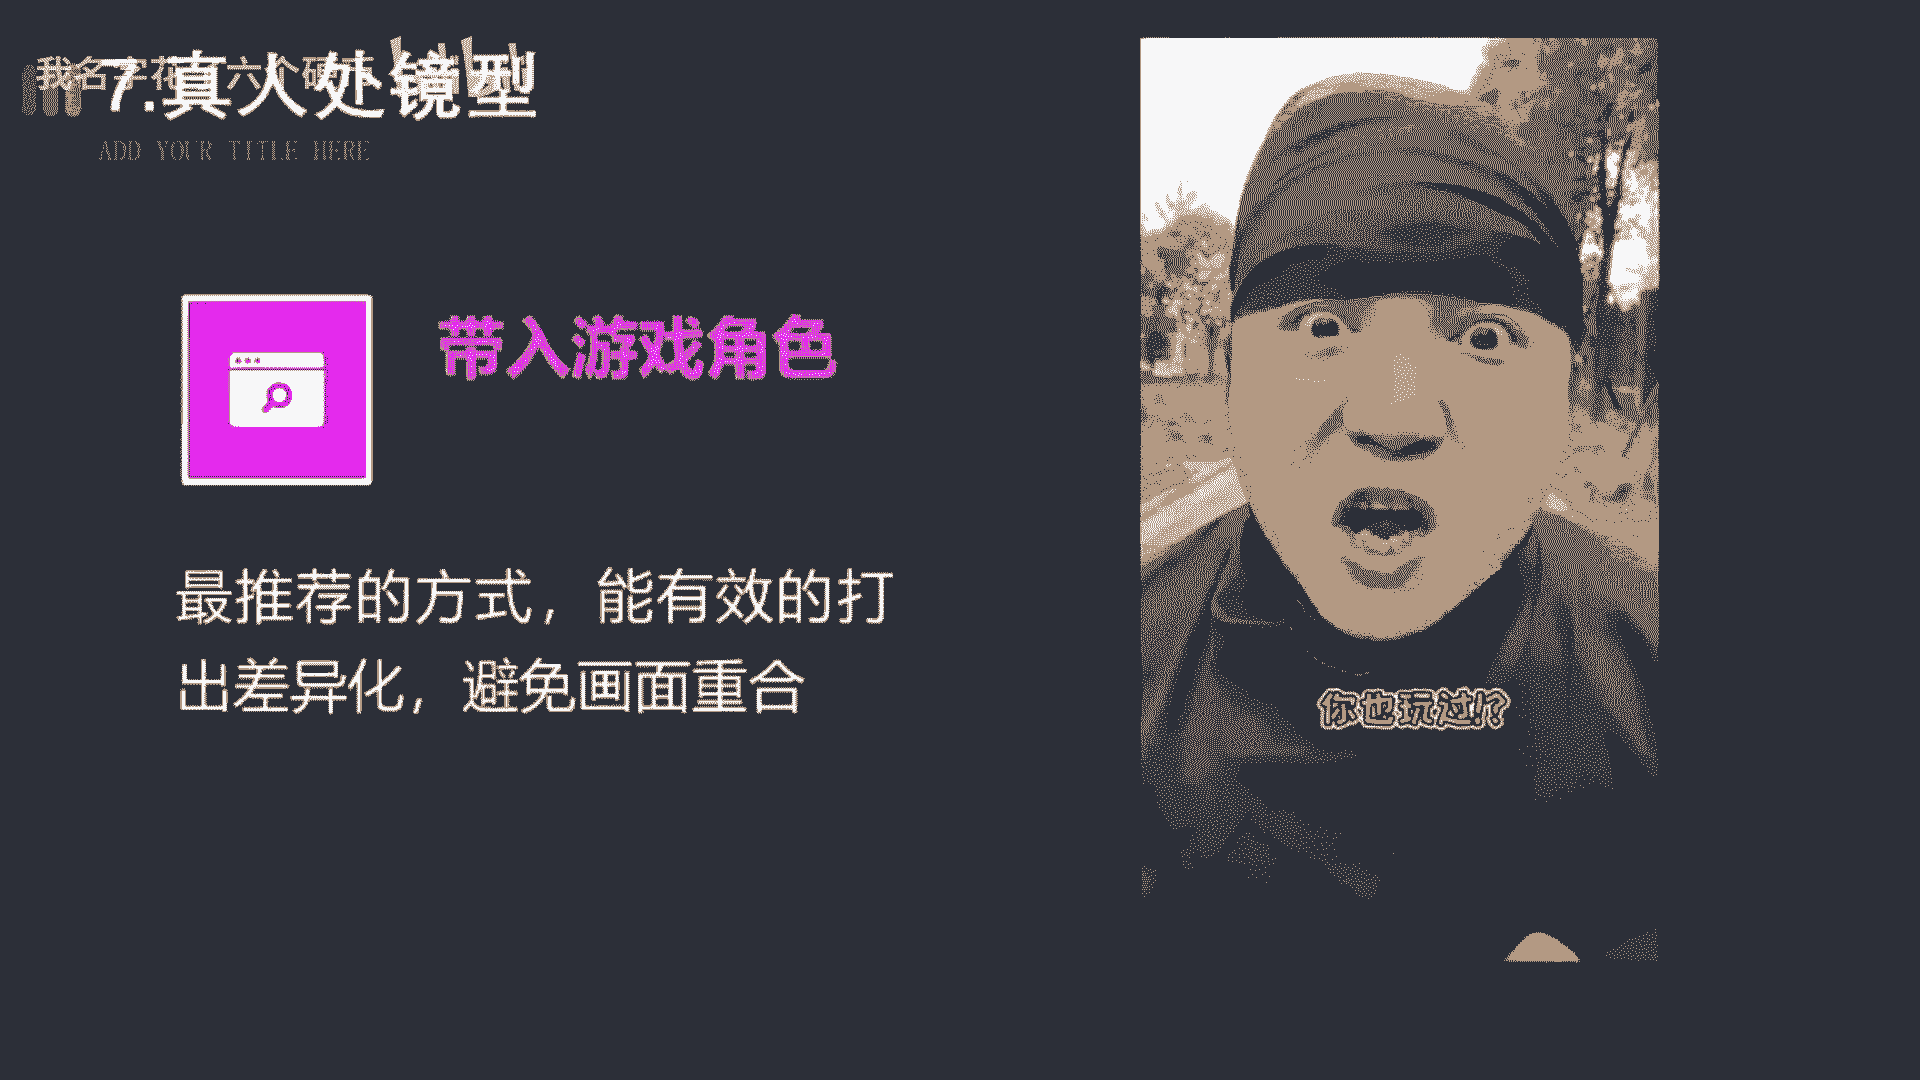 7.真人处镜型
ADD YOUR TITLE HERE
带入游戏角色
最推荐的方式，能有效的打
出差异化，避免画面重合
你也玩过!?